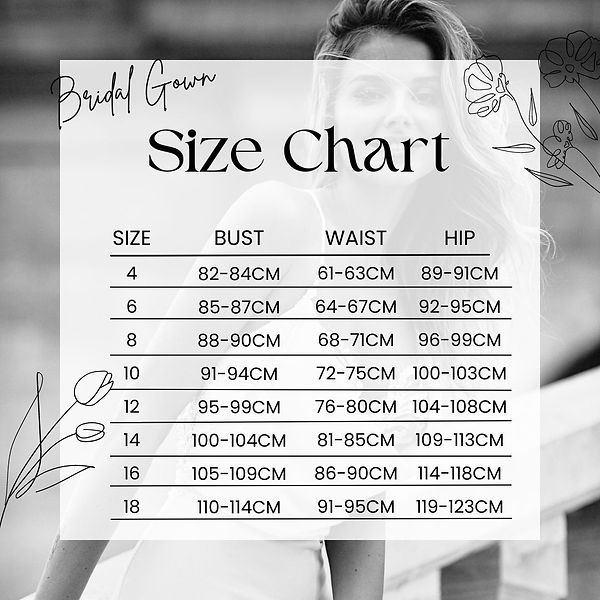 Bridal Gown
Size Chart
SIZE BUST WAIST HIP
4 82-84CM 61-63CM 89-91CM
6 85-87CM 64-67CM 92-95CM
8 88-90CM 68-71CM 96-99CM
10 91-94CM 72-75CM 100-103CM
12 95-99CM 76-80CM 104-108CM
14 100-104CM 81-85CM 109-113CM
16 105-109CM 86-90CM 114-118CM
18 110-114CM 91-95CM 119-123CM